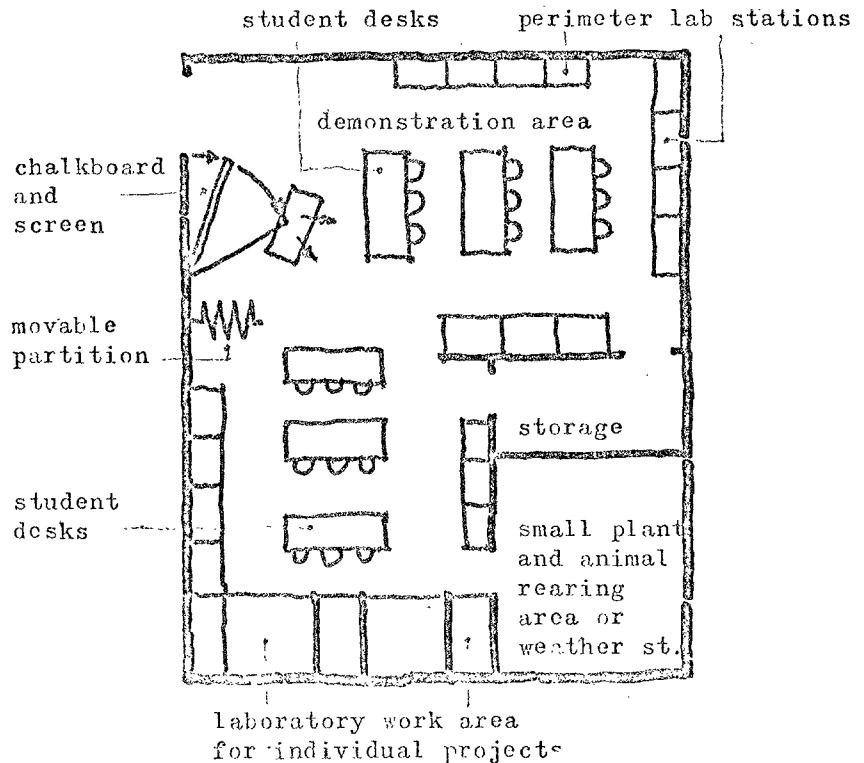 student desks
perimeter lab stations
demonstration area
chalkboard
and
screen
movable
partition
storage
student
desks
small plant
and animal
rearing
area or
weather st.
laboratory work area
for individual projects